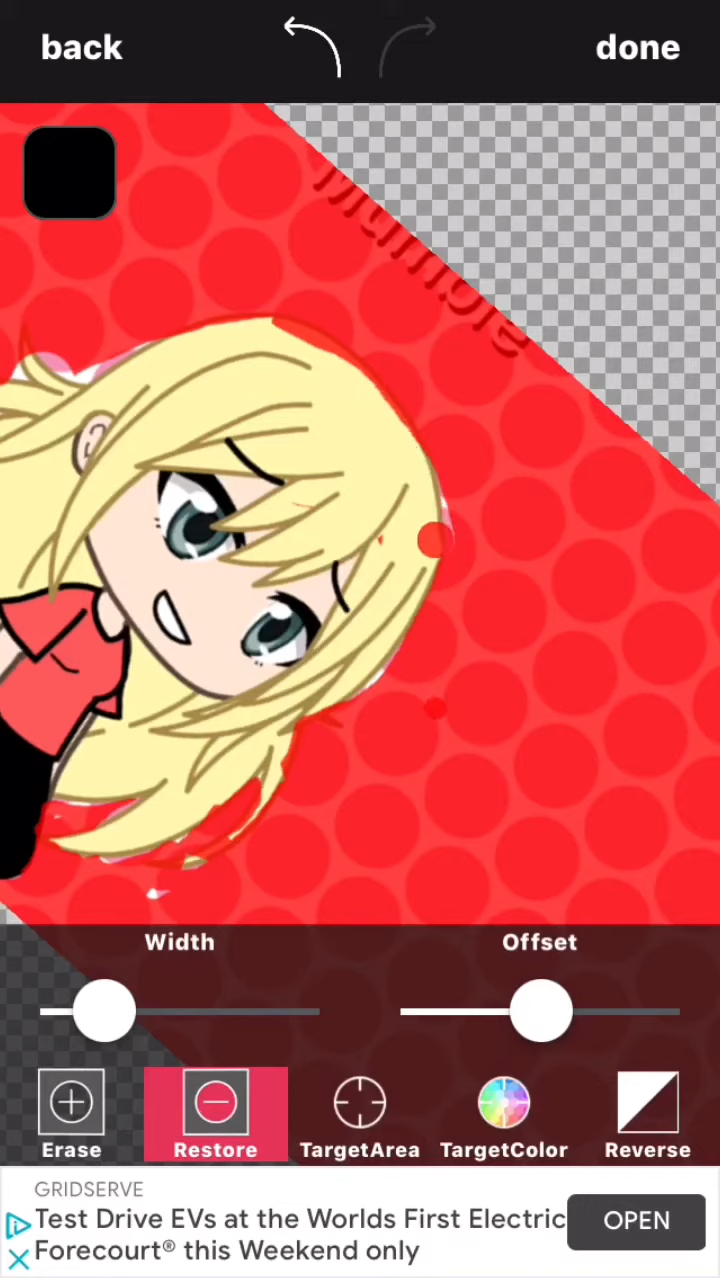 back
done
Mumble
Width
Offset
Erase
Restore
TargetArea
TargetColor
Reverse
GRIDSERVE
Test Drive EVs at the Worlds First Electric
Forecourt® this Weekend only
OPEN